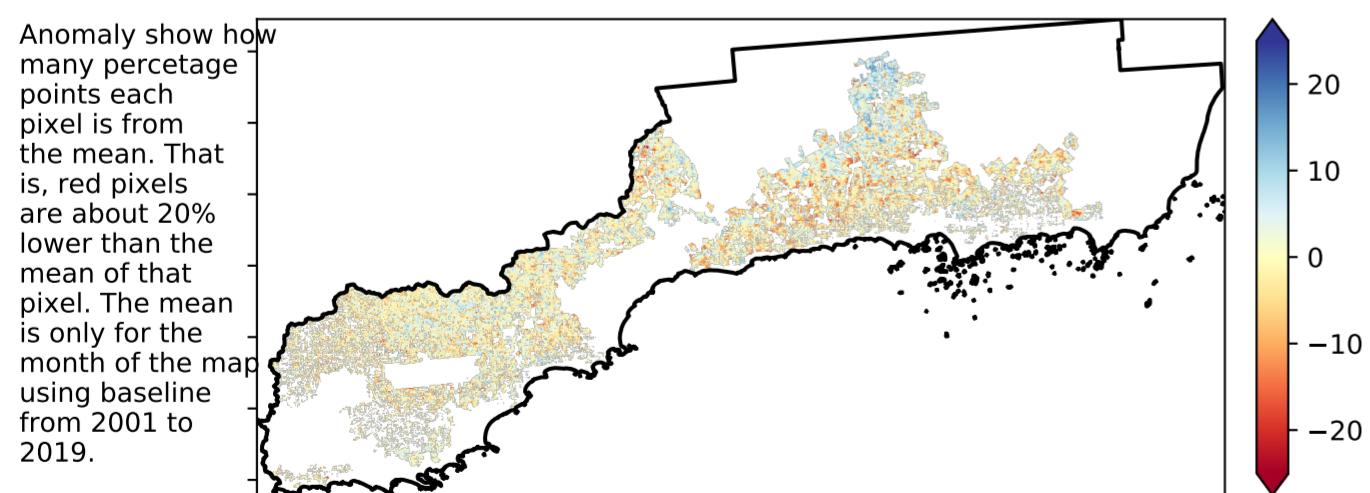 Anomaly show how
many percetage
points each
pixel is from
the mean. That
is, red pixels
are about 20%
lower than the
mean of that
pixel. The mean
is only for the
month of the map
using baseline
from 2001 to
2019.
20
10
0
−10
−20